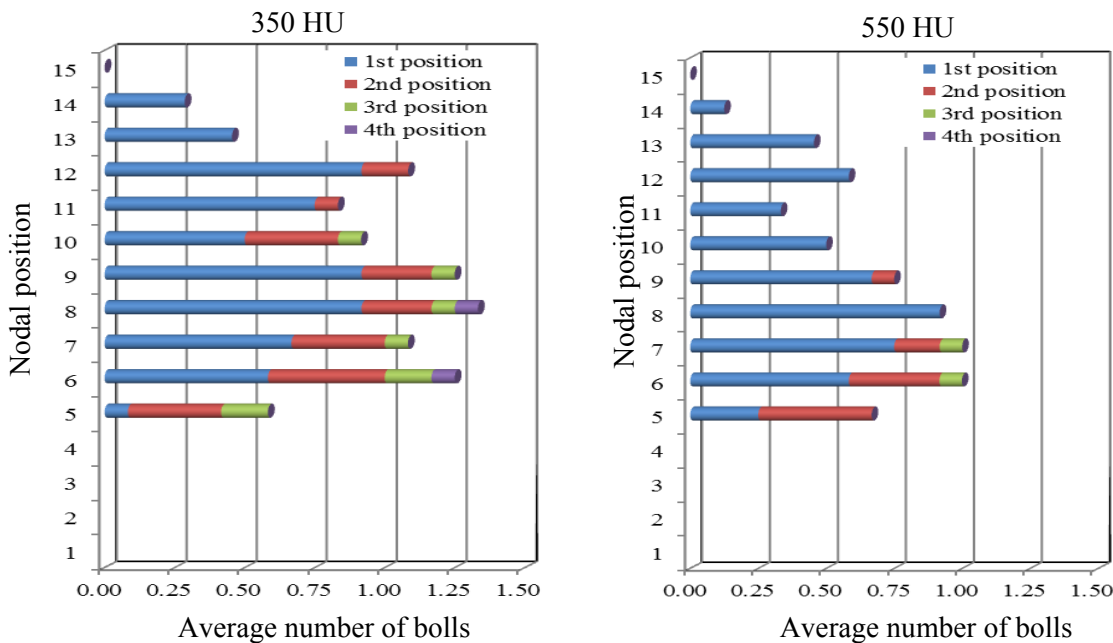 350 HU
1st position
2nd position
3rd position
4th position
15
14
13
12
11
10
9
8
7
6
5
4
3
2
1
Nodal position
0.00 0.25 0.50 0.75 1.00 1.25 1.50
Average number of bolls
550 HU
1st position
2nd position
3rd position
4th position
15
14
13
12
11
10
9
8
7
6
5
4
3
2
1
Nodal position
0.00 0.25 0.50 0.75 1.00 1.25 1.50
Average number of bolls